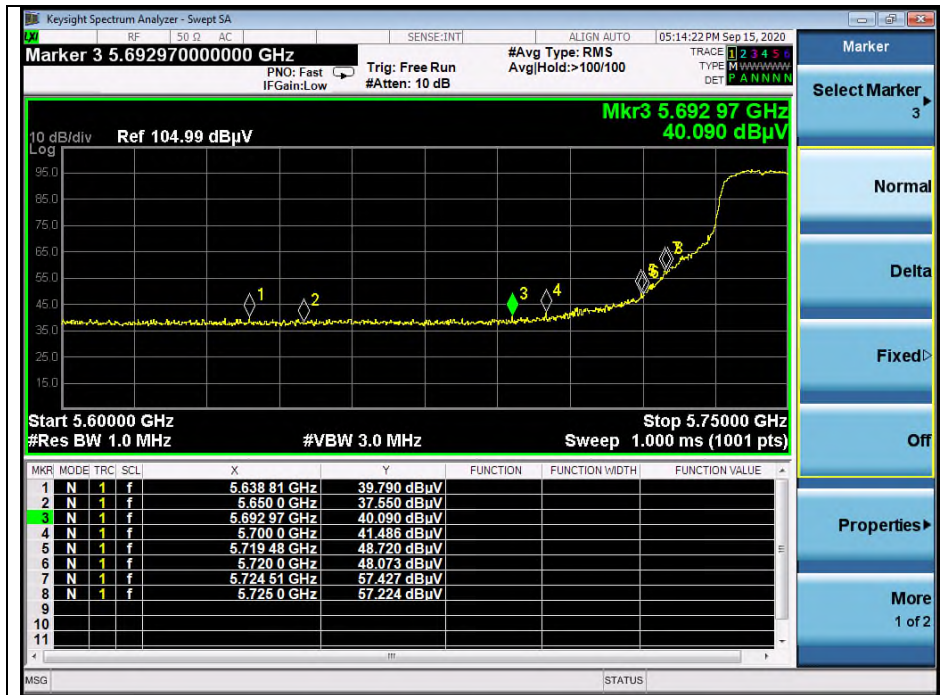 Keysight Spectrum Analyzer - Swept SA
LXI RF 50 Ω AC SENSE:INT ALIGN AUTO 05:14:22 PM Sep 15, 2020
Marker 3 5.692970000000 GHz
PNO: Fast
IFGain:Low
Trig: Free Run
#Atten: 10 dB
#Avg Type: RMS
Avg|Hold:>100/100
TRACE 1 2 3 4 5 6
TYPE M W W W W W
DET P A N N N N
Mkr3 5.692 97 GHz
40.090 dBµV
10 dB/div Ref 104.99 dBµV
Log
95.0
85.0
75.0
65.0
55.0
45.0
35.0
25.0
15.0
1
2
3
4
Start 5.60000 GHz Stop 5.75000 GHz
#Res BW 1.0 MHz #VBW 3.0 MHz Sweep 1.000 ms (1001 pts)
MKR MODE TRC SCL X Y FUNCTION FUNCTION WIDTH FUNCTION VALUE
1 N 1 f 5.638 81 GHz 39.790 dBµV
2 N 1 f 5.650 0 GHz 37.550 dBµV
3 N 1 f 5.692 97 GHz 40.090 dBµV
4 N 1 f 5.700 0 GHz 41.486 dBµV
5 N 1 f 5.719 48 GHz 48.720 dBµV
6 N 1 f 5.720 0 GHz 48.073 dBµV
7 N 1 f 5.724 51 GHz 57.427 dBµV
8 N 1 f 5.725 0 GHz 57.224 dBµV
9
10
11
MSG STATUS
Marker
Select Marker
3
Normal
Delta
Fixed
Off
Properties
More
1 of 2